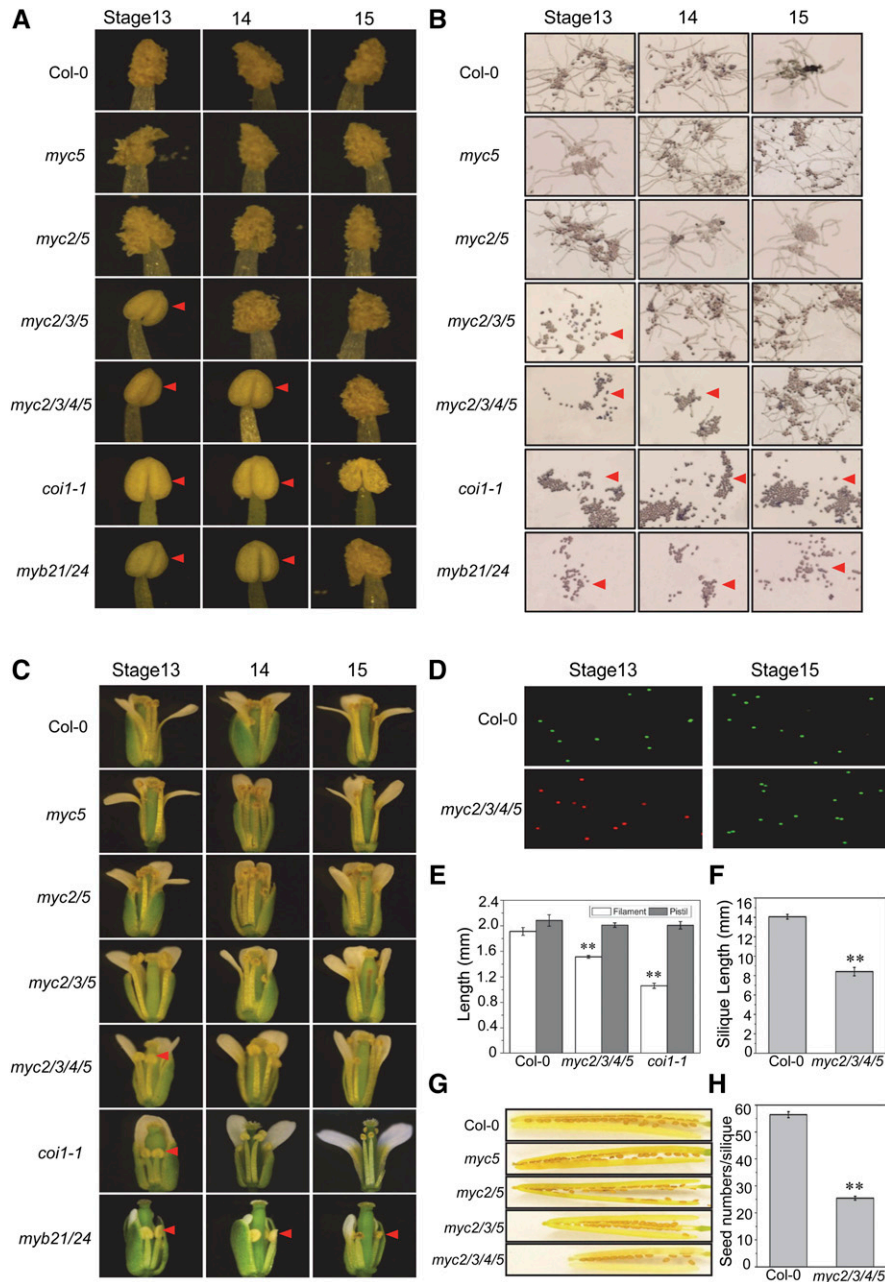 A
Stage13 14 15
Col-0
myc5
myc2/5
myc2/3/5
myc2/3/4/5
coi1-1
myb21/24
B
Stage13 14 15
Col-0
myc5
myc2/5
myc2/3/5
myc2/3/4/5
coi1-1
myb21/24
C
Stage13 14 15
Col-0
myc5
myc2/5
myc2/3/5
myc2/3/4/5
coi1-1
myb21/24
D
Stage13 Stage15
Col-0
myc2/3/4/5
E
Length (mm)
2.4
2.0
1.6
1.2
0.8
0.4
0
Filament Pistil
**
**
Col-0 myc2/3/4/5 coi1-1
F
Silique Length (mm)
16
14
12
10
8
6
4
2
0
**
Col-0 myc2/3/4/5
G
Col-0
myc5
myc2/5
myc2/3/5
myc2/3/4/5
H
Seed numbers/silique
60
50
40
30
20
10
0
**
Col-0 myc2/3/4/5